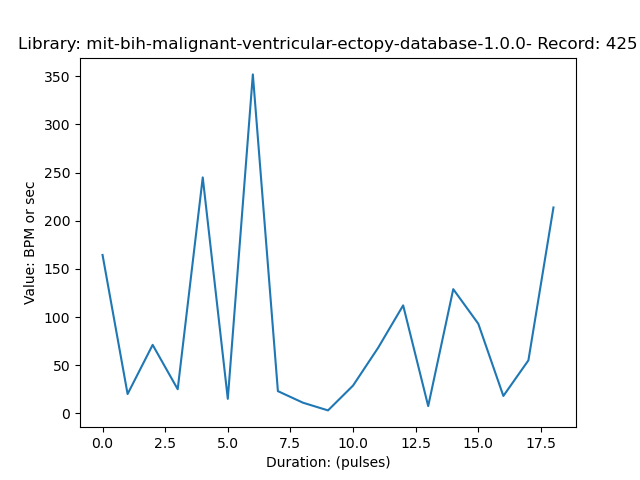 Library: mit-bih-malignant-ventricular-ectopy-database-1.0.0- Record: 425
350
300
250
200
150
100
50
0
Value: BPM or sec
0.0 2.5 5.0 7.5 10.0 12.5 15.0 17.5
Duration: (pulses)